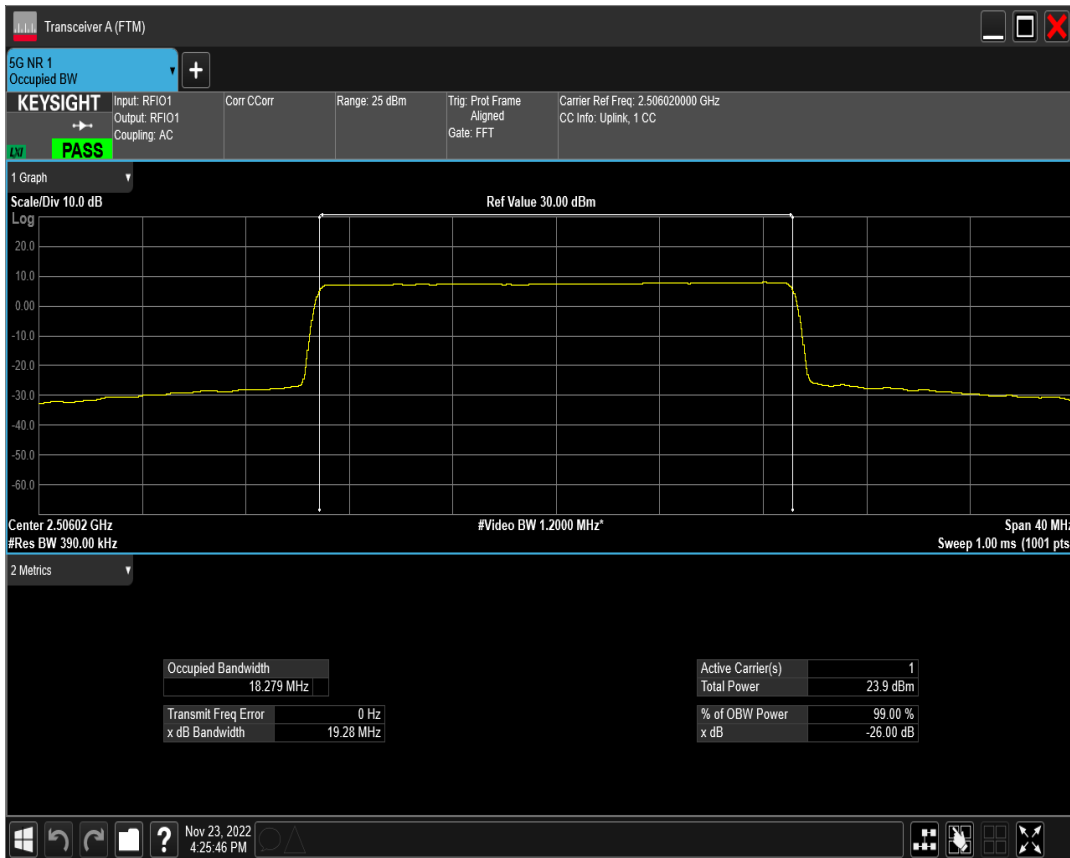 Transceiver A (FTM)
5G NR 1
Occupied BW
+
KEYSIGHT
LXI
PASS
Input: RFIO1
Output: RFIO1
Coupling: AC
Corr CCorr
Range: 25 dBm
Trig: Prot Frame
Aligned
Gate: FFT
Carrier Ref Freq: 2.506020000 GHz
CC Info: Uplink, 1 CC
1 Graph
Scale/Div 10.0 dB
Ref Value 30.00 dBm
Log
20.0
10.0
0.00
-10.0
-20.0
-30.0
-40.0
-50.0
-60.0
Center 2.50602 GHz
#Video BW 1.2000 MHz*
Span 40 MHz
#Res BW 390.00 kHz
Sweep 1.00 ms (1001 pts
2 Metrics
Occupied Bandwidth
18.279 MHz
Transmit Freq Error 0 Hz
x dB Bandwidth 19.28 MHz
Active Carrier(s) 1
Total Power 23.9 dBm
% of OBW Power 99.00 %
x dB -26.00 dB
?
Nov 23, 2022
4:25:46 PM